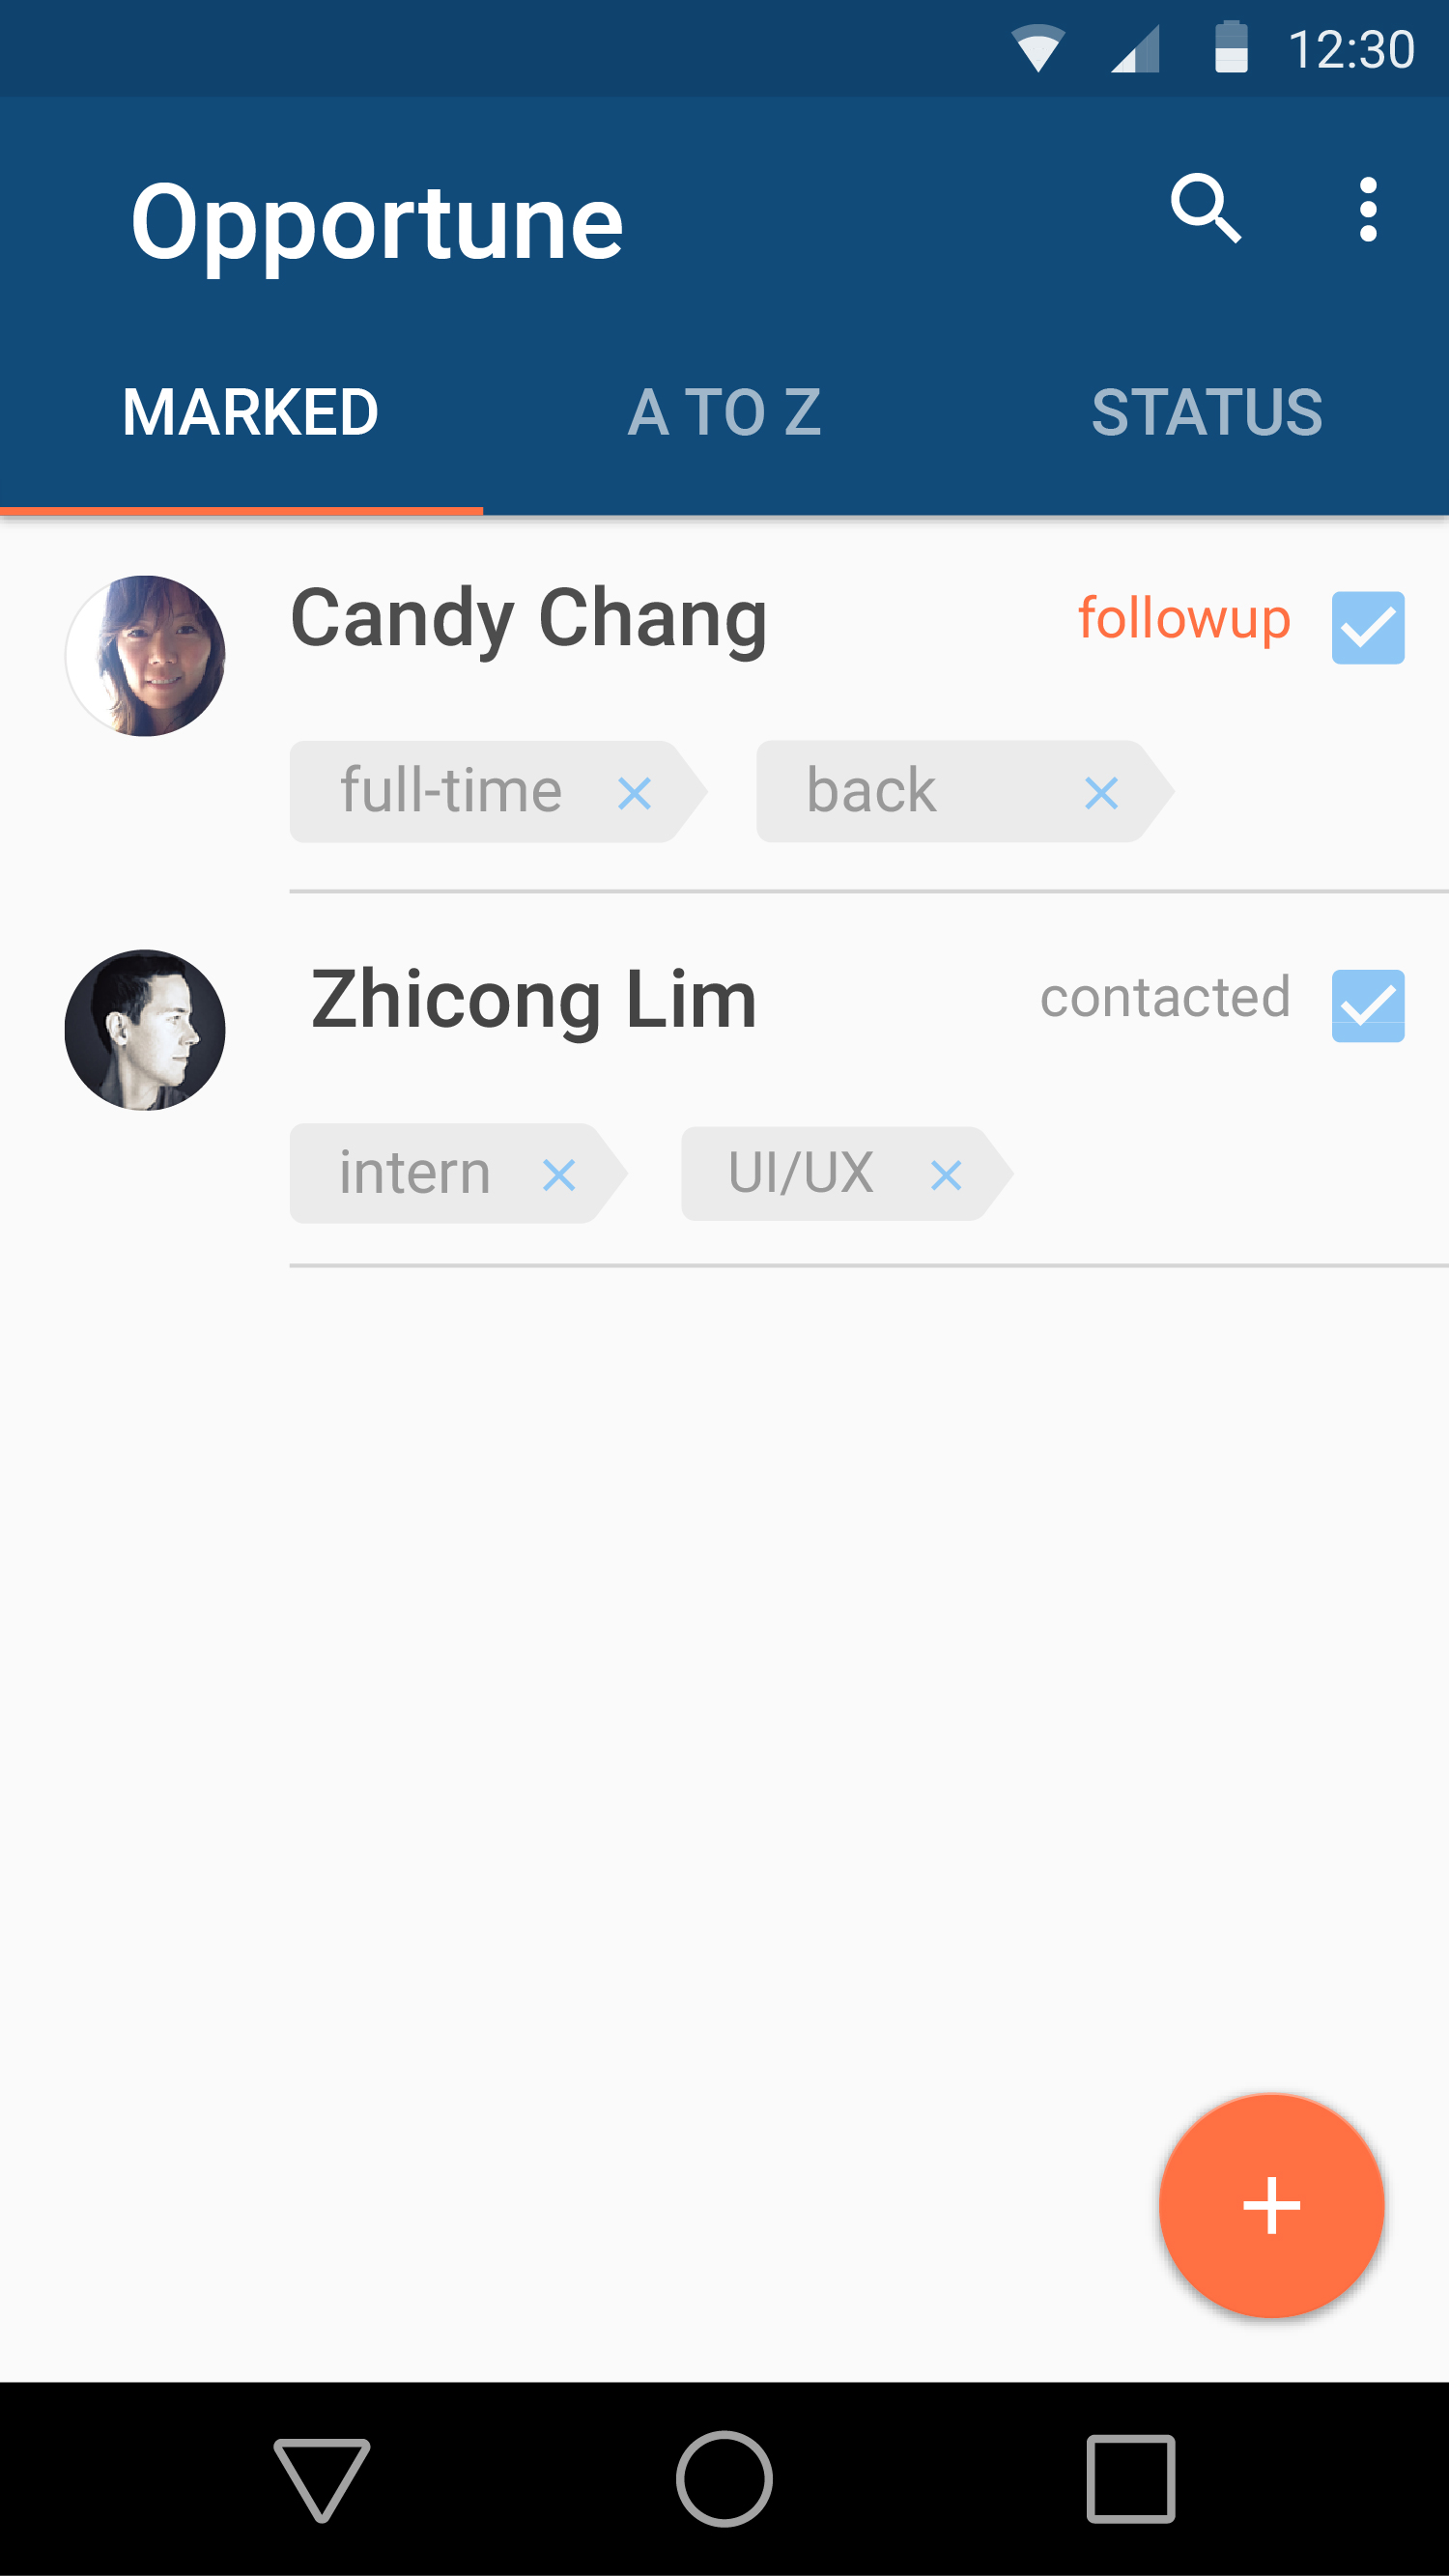 12:30
Opportune
MARKED A TO Z STATUS
Candy Chang followup
full-time back
Zhicong Lim contacted
intern UI/UX